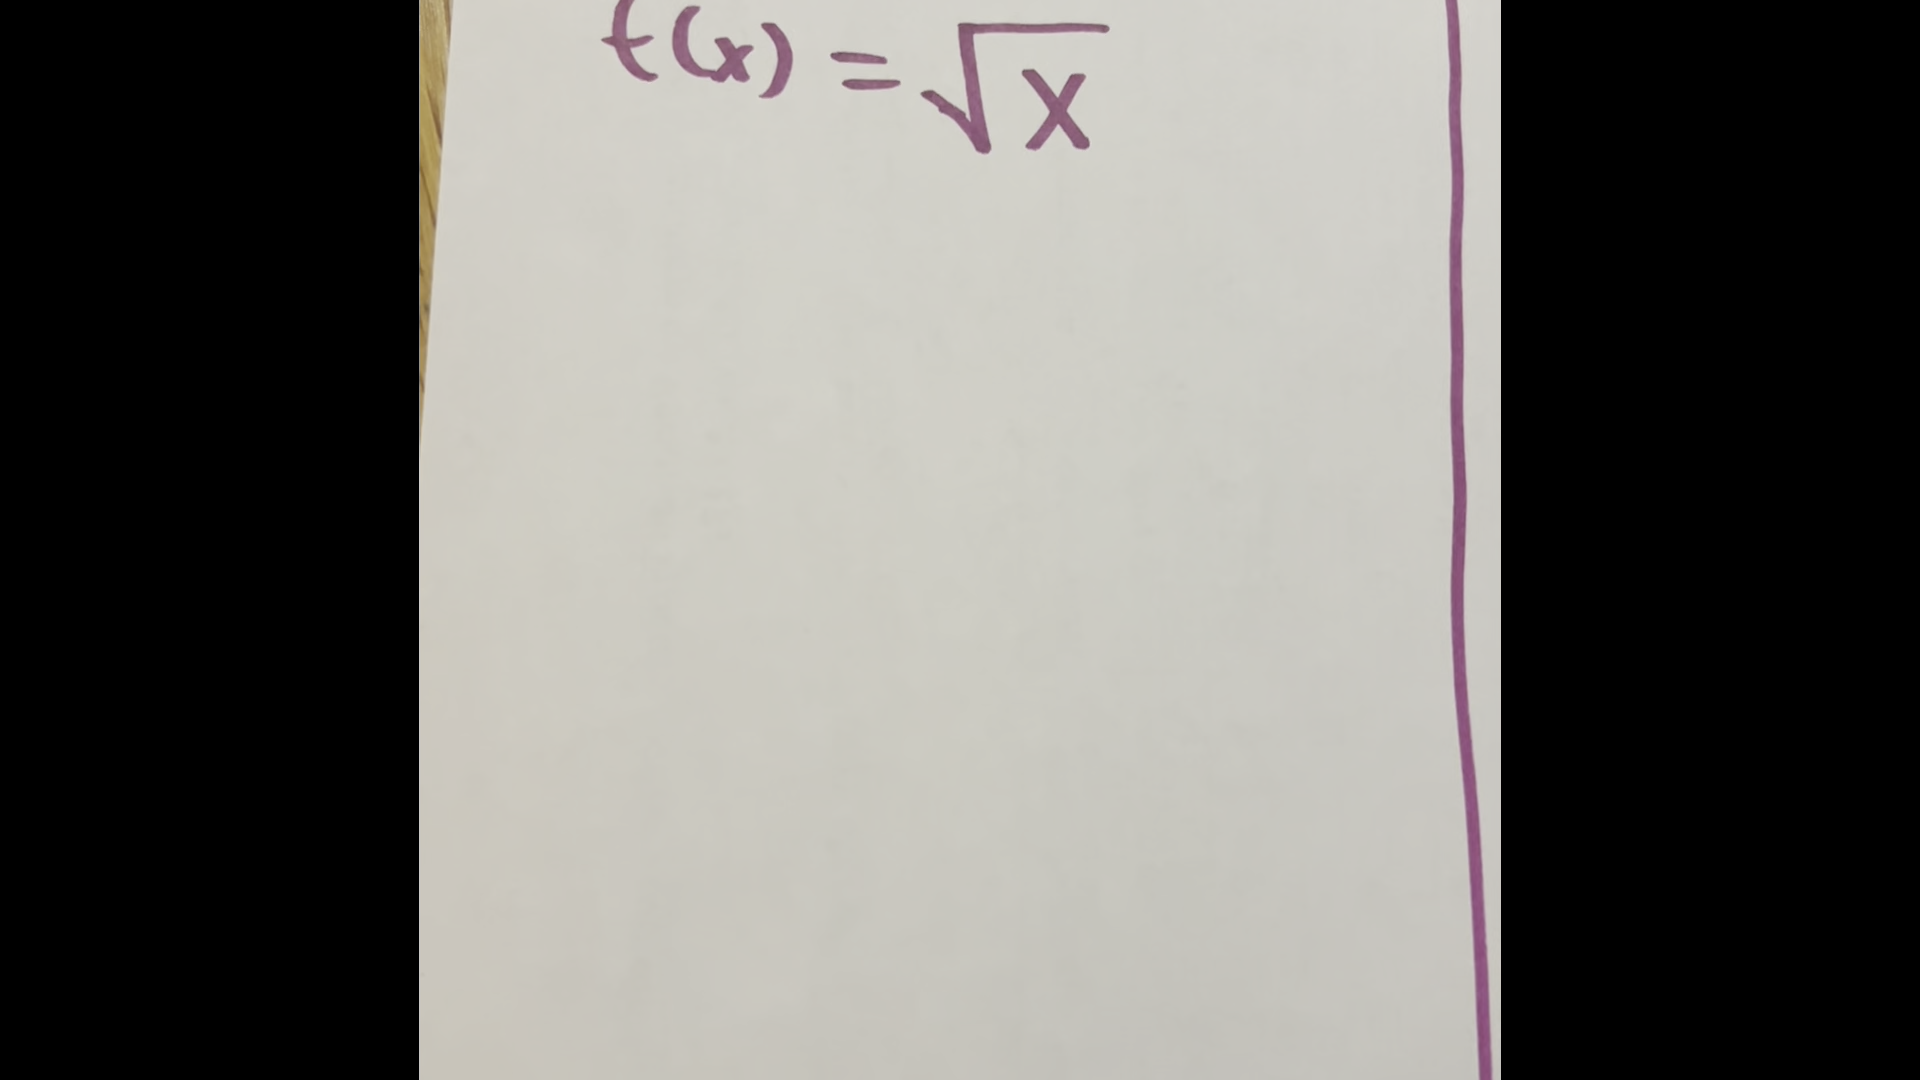 f(x) = √x